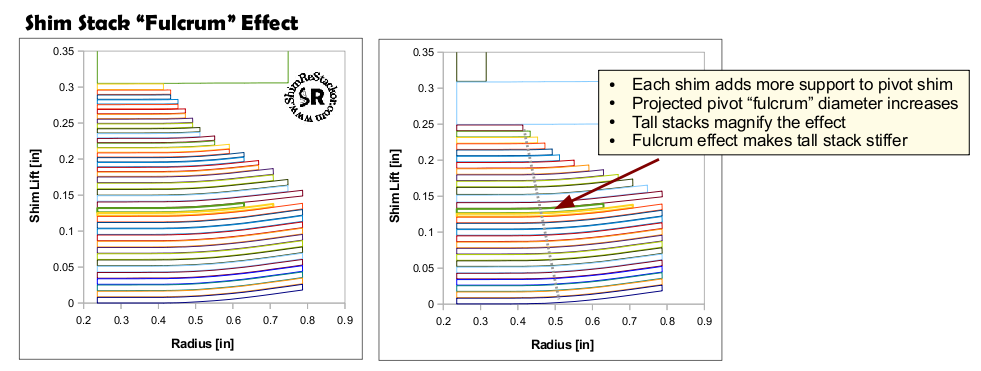 Shim Stack “Fulcrum” Effect
0.35
0.3
0.25
0.2
0.15
0.1
0.05
0
Shim Lift [in]
0.2 0.3 0.4 0.5 0.6 0.7 0.8 0.9
Radius [in]
www.ShimReStackor.com
SR
0.35
0.3
0.25
0.2
0.15
0.1
0.05
0
Shim Lift [in]
0.2 0.3 0.4 0.5 0.6 0.7 0.8 0.9
Radius [in]
• Each shim adds more support to pivot shim
• Projected pivot “fulcrum” diameter increases
• Tall stacks magnify the effect
• Fulcrum effect makes tall stack stiffer